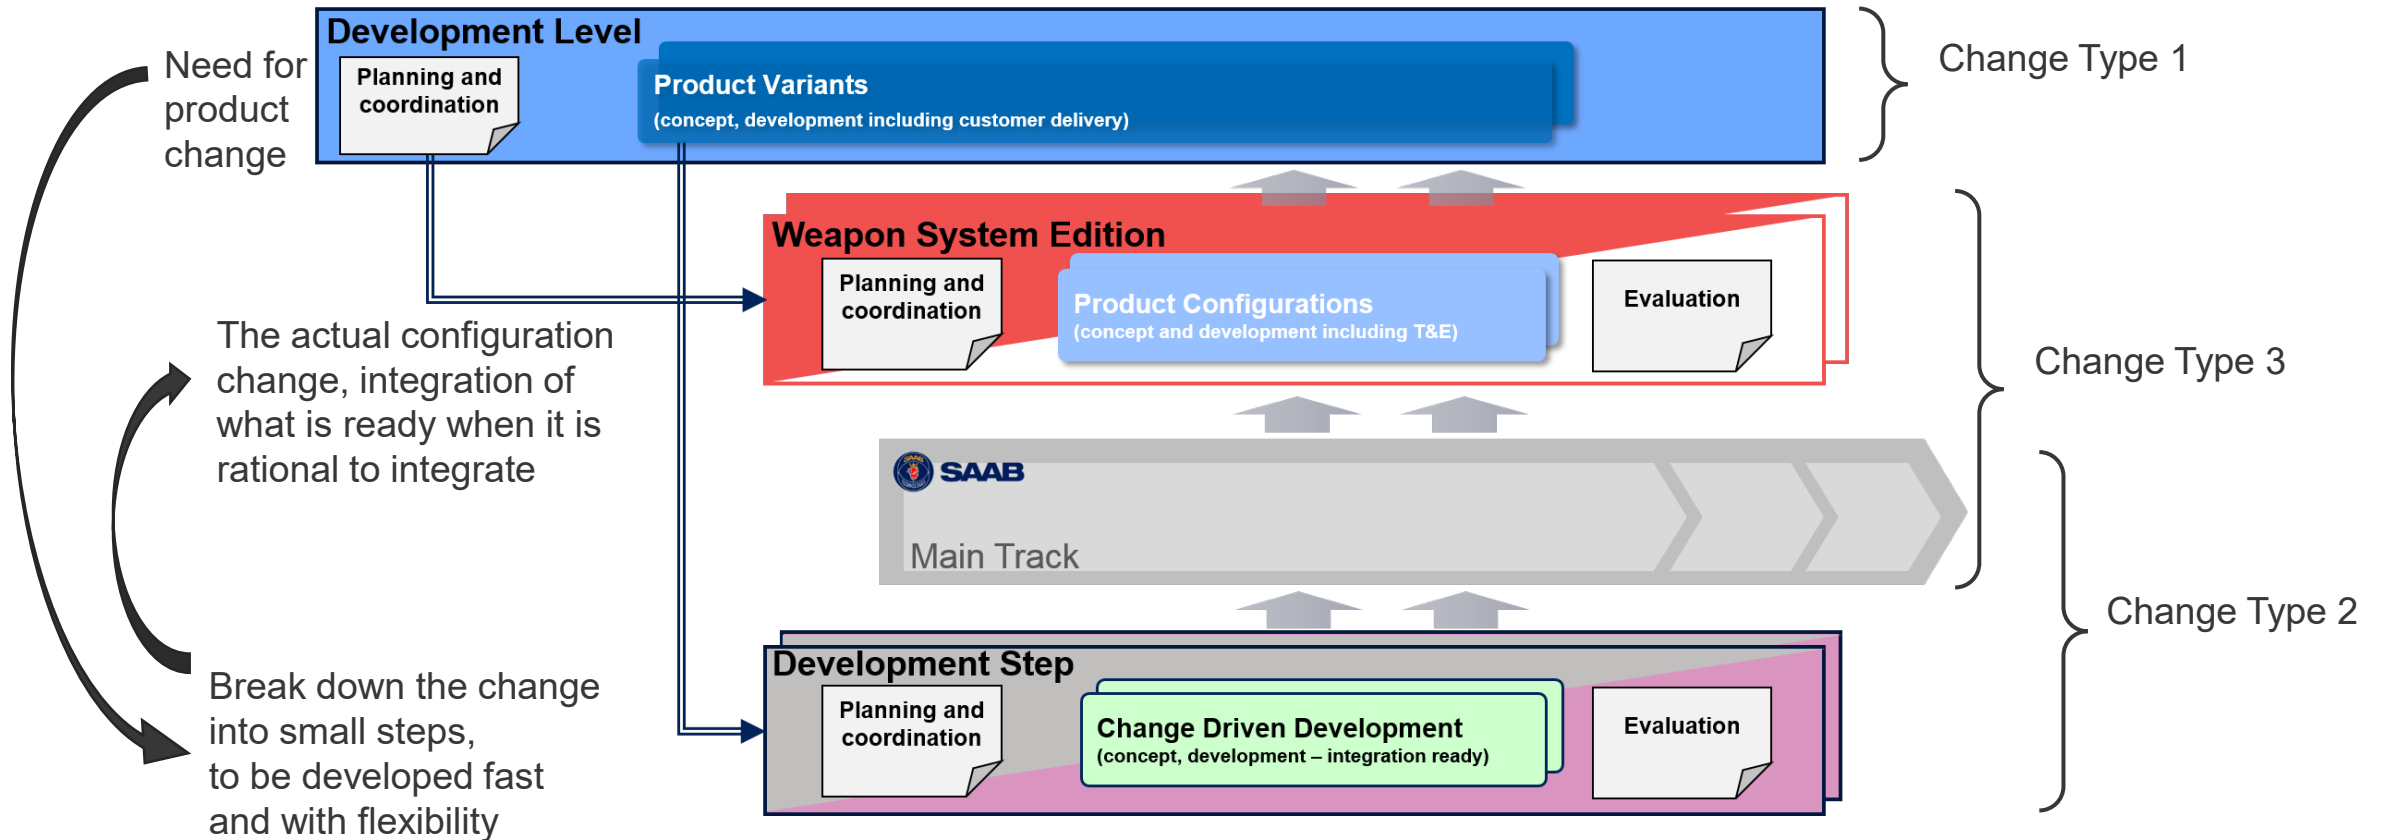 Development Level
Need for
product
change
Planning and
coordination
Product Variants
(concept, development including customer delivery)
Change Type 1
Weapon System Edition
Planning and
coordination
Product Configurations
(concept and development including T&E)
Evaluation
Change Type 3
The actual configuration
change, integration of
what is ready when it is
rational to integrate
SAAB
Main Track
Change Type 2
Development Step
Planning and
coordination
Change Driven Development
(concept, development – integration ready)
Evaluation
Break down the change
into small steps,
to be developed fast
and with flexibility